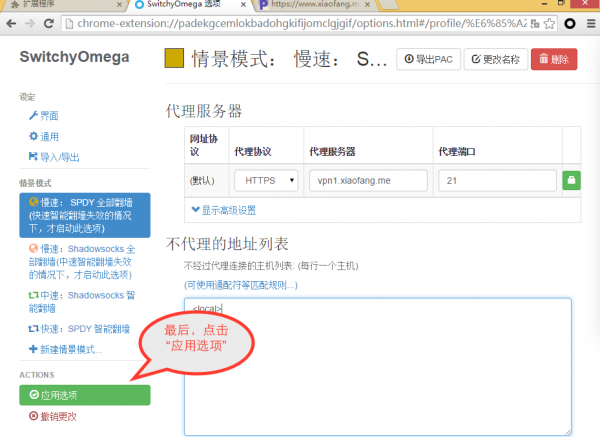 扩展程序
SwitchyOmega 选项
https://www.xiaofang.m
chrome-extension://padekgcemlokbadohgkifijomclgjgif/options.html#/profile/%E6%85%A2
SwitchyOmega
情景模式： 慢速： S...
导出PAC
更改名称
删除
设定
界面
通用
导入/导出
情景模式
慢速： SPDY 全部翻墙
(快速智能翻墙失效的情况
下，才启动此选项)
慢速：Shadowsocks 全
部翻墙(中速智能翻墙失效
的情况下，才启动此选项)
中速：Shadowsocks 智
能翻墙
快速：SPDY 智能翻墙
新建情景模式...
ACTIONS
应用选项
撤销更改
代理服务器
网址协
议
代理协议
代理服务器
代理端口
(默认)
HTTPS
vpn1.xiaofang.me
21
显示高级设置
不代理的地址列表
不经过代理连接的主机列表: (每行一个主机)
(可使用通配符等匹配规则...)
<local>
最后，点击
“应用选项”